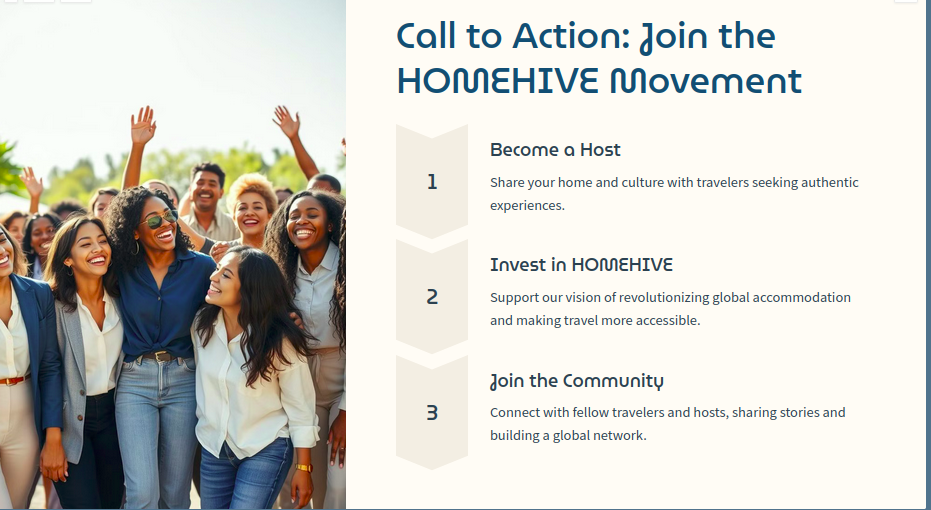 Call to Action: Join the
HOMEHIVE Movement
1
Become a Host
Share your home and culture with travelers seeking authentic
experiences.
2
Invest in HOMEHIVE
Support our vision of revolutionizing global accommodation
and making travel more accessible.
3
Join the Community
Connect with fellow travelers and hosts, sharing stories and
building a global network.